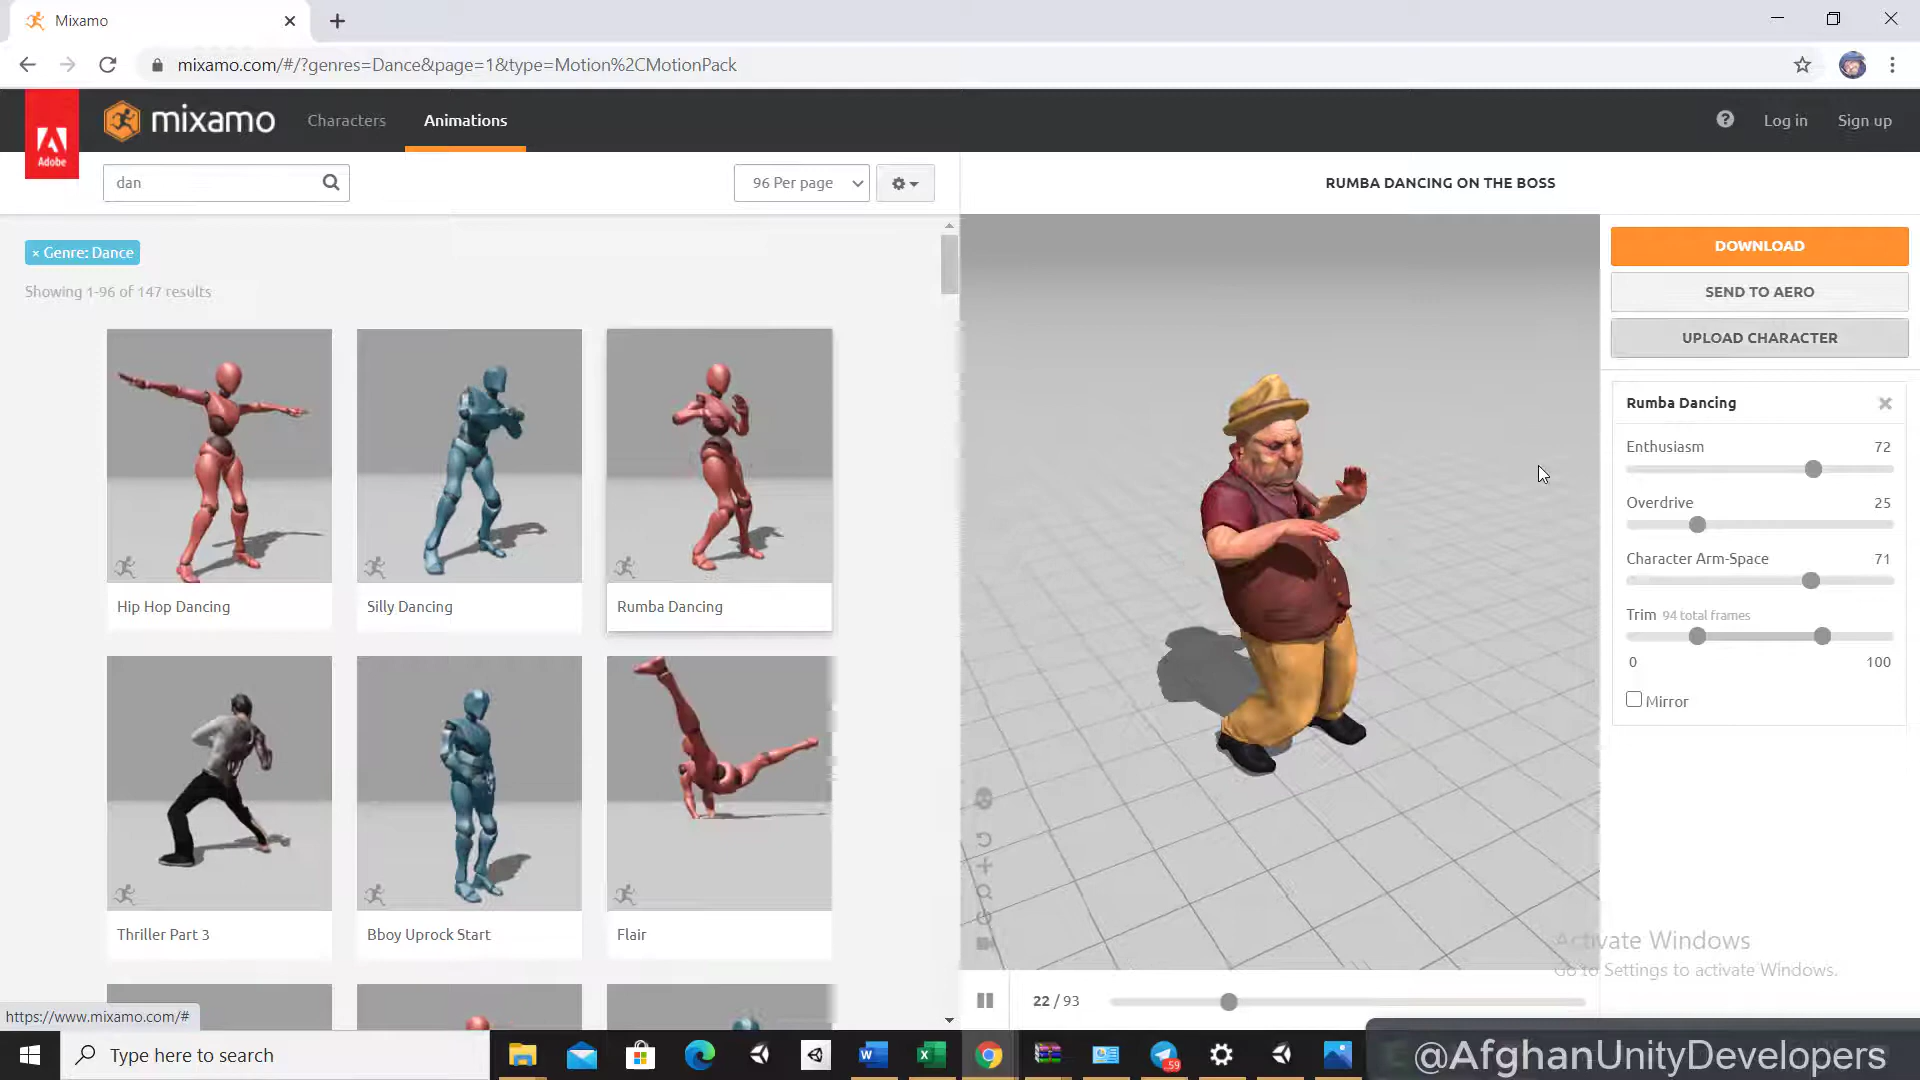 Mixamo
mixamo.com/#/?genres=Dance&page=1&type=Motion%2CMotionPack
Adobe
mixamo
Characters
Animations
Log in
Sign up
dan
96 Per page
RUMBA DANCING ON THE BOSS
× Genre: Dance
Showing 1-96 of 147 results
DOWNLOAD
SEND TO AERO
UPLOAD CHARACTER
Hip Hop Dancing
Silly Dancing
Rumba Dancing
Thriller Part 3
Bboy Uprock Start
Flair
Rumba Dancing
Enthusiasm 72
Overdrive 25
Character Arm-Space 71
Trim 94 total frames
0 100
Mirror
Activate Windows
Go to Settings to activate Windows.
22 / 93
https://www.mixamo.com/#
Type here to search
59
@AfghanUnityDevelopers